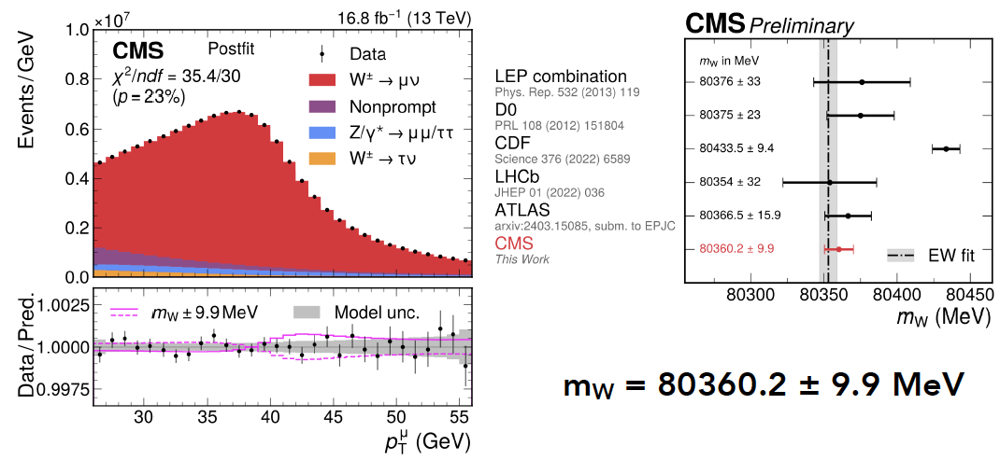 16.8 fb⁻¹ (13 TeV)
×10⁷
Events/GeV
1.0
0.8
0.6
0.4
0.2
0.0
CMS Postfit
χ²/ndf = 35.4/30
(p = 23%)
Data
W± → μν
Nonprompt
Z/γ* → μμ/ττ
W± → τν
Data/Pred.
1.0025
1.0000
0.9975
mW ± 9.9 MeV
Model unc.
30 35 40 45 50 55
pTμ (GeV)
CMS Preliminary
mW in MeV
LEP combination
Phys. Rep. 532 (2013) 119
80376 ± 33
D0
PRL 108 (2012) 151804
80375 ± 23
CDF
Science 376 (2022) 6589
80433.5 ± 9.4
LHCb
JHEP 01 (2022) 036
80354 ± 32
ATLAS
arxiv:2403.15085, subm. to EPJC
80366.5 ± 15.9
CMS
This Work
80360.2 ± 9.9
EW fit
80300 80350 80400 80450
mW (MeV)
mW = 80360.2 ± 9.9 MeV